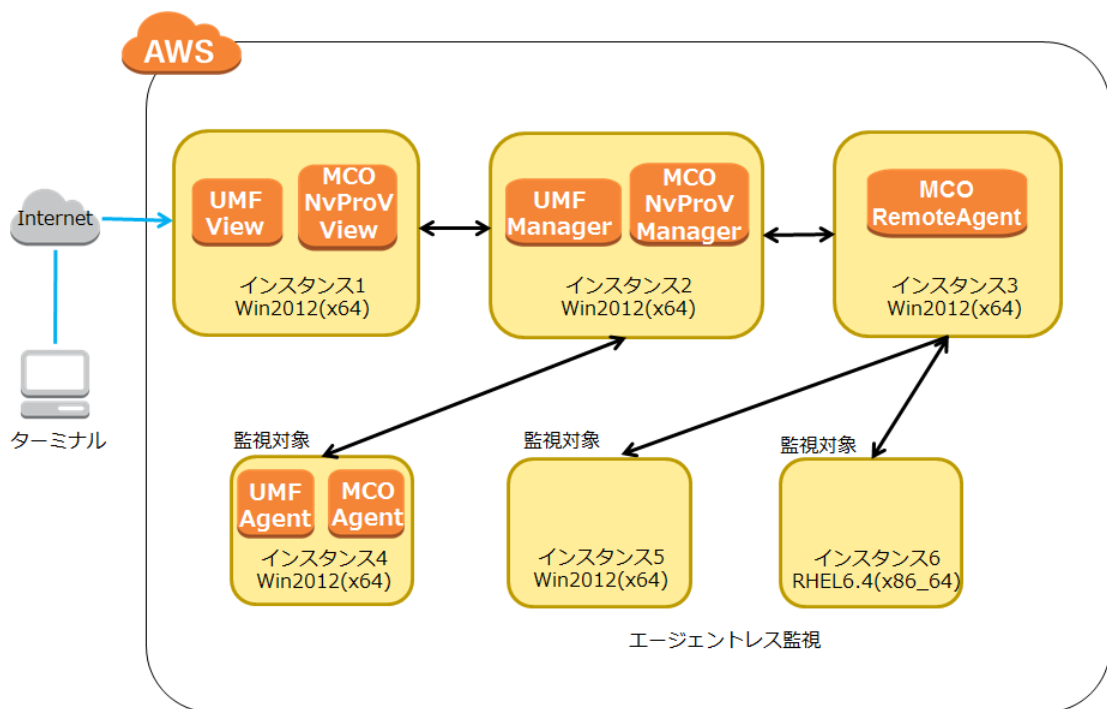 AWS
Internet
ターミナル
UMF
View
MCO
NvProV
View
インスタンス1
Win2012(x64)
UMF
Manager
MCO
NvProV
Manager
インスタンス2
Win2012(x64)
MCO
RemoteAgent
インスタンス3
Win2012(x64)
監視対象
UMF
Agent
MCO
Agent
インスタンス4
Win2012(x64)
監視対象
インスタンス5
Win2012(x64)
監視対象
インスタンス6
RHEL6.4(x86_64)
エージェントレス監視